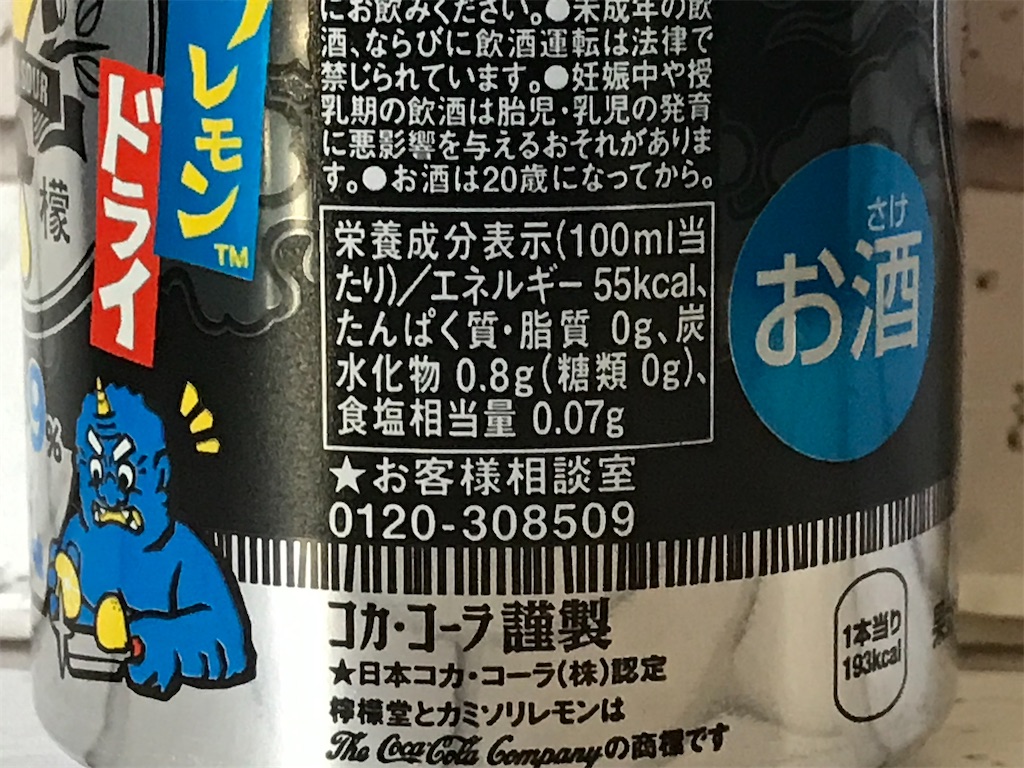 にお飲みください。●未成年の飲
酒、ならびに飲酒運転は法律で
禁じられています。●妊娠中や授
乳期の飲酒は胎児・乳児の発育
に悪影響を与えるおそれがありま
す。●お酒は20歳になってから。
栄養成分表示(100ml当
たり)／エネルギー 55kcal、
たんぱく質・脂質 0g、炭
水化物 0.8g(糖類 0g)、
食塩相当量 0.07g
★お客様相談室
0120-308509
コカ・コーラ謹製
★日本コカ・コーラ(株)認定
檸檬堂とカミソリレモンは
The Coca-Cola Companyの商標です
レモン™
ドライ
檬
9%
さけ
お酒
1本当り
193kcal